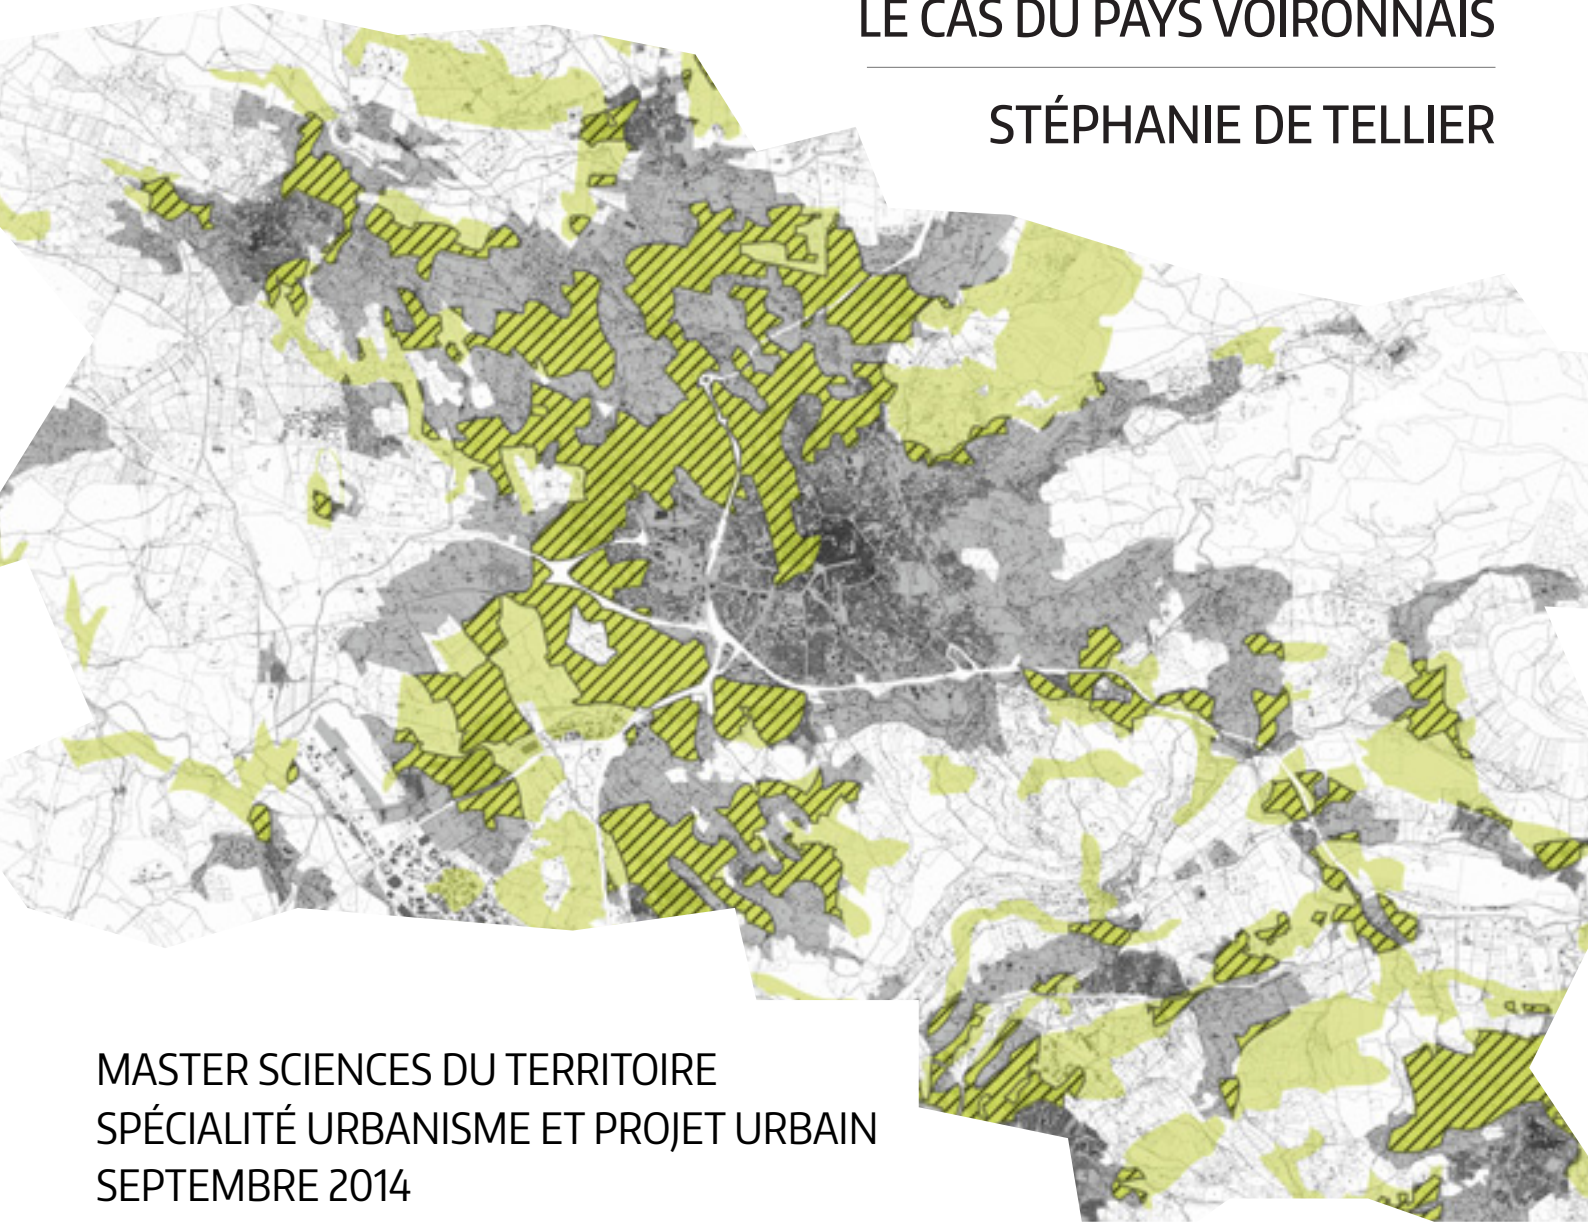 LE CAS DU PAYS VOIRONNAIS
STÉPHANIE DE TELLIER
MASTER SCIENCES DU TERRITOIRE
SPÉCIALITÉ URBANISME ET PROJET URBAIN
SEPTEMBRE 2014